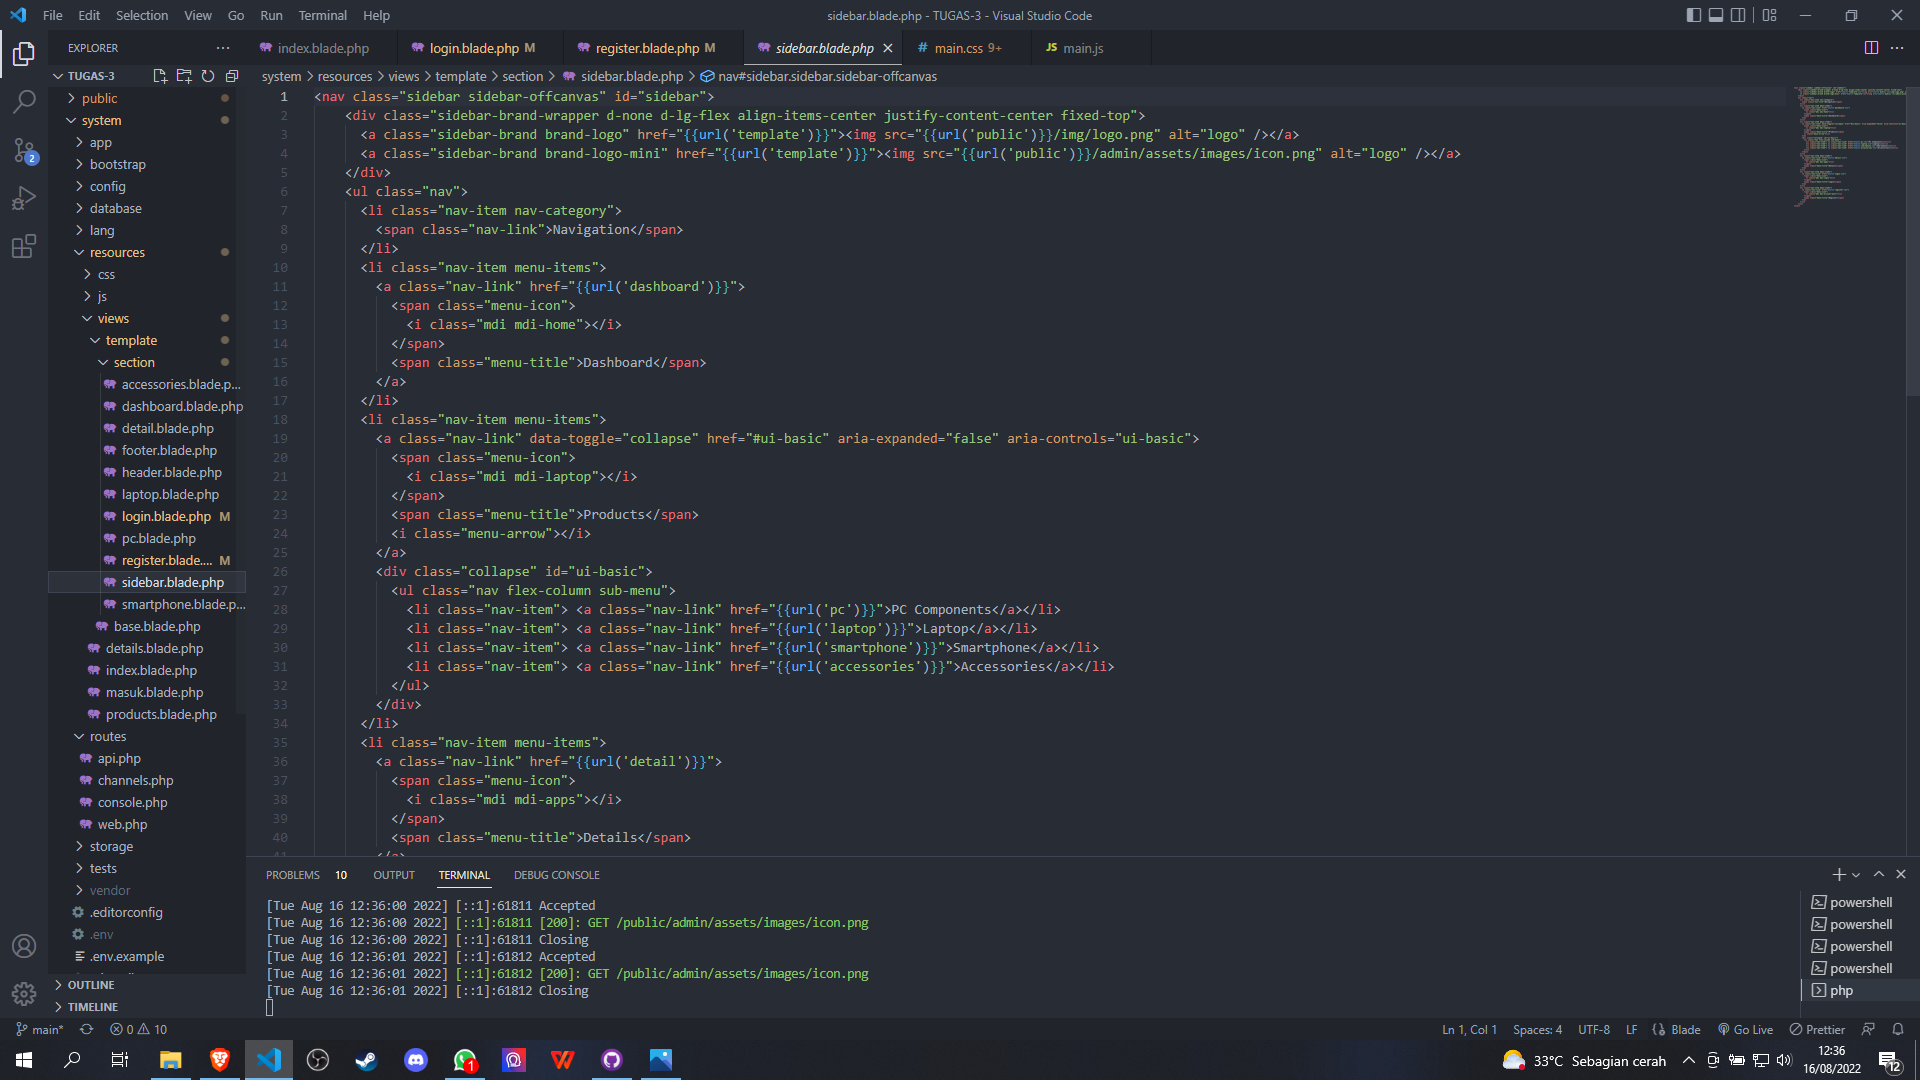 File Edit Selection View Go Run Terminal Help
sidebar.blade.php - TUGAS-3 - Visual Studio Code
EXPLORER
index.blade.php
login.blade.php M
register.blade.php M
sidebar.blade.php
# main.css 9+
JS main.js
TUGAS-3
system > resources > views > template > section > sidebar.blade.php > nav#sidebar.sidebar.sidebar-offcanvas
public
system
app
bootstrap
config
database
lang
resources
css
js
views
template
section
accessories.blade.p...
dashboard.blade.php
detail.blade.php
footer.blade.php
header.blade.php
laptop.blade.php
login.blade.php M
pc.blade.php
register.blade.... M
sidebar.blade.php
smartphone.blade.p...
base.blade.php
details.blade.php
index.blade.php
masuk.blade.php
products.blade.php
routes
api.php
channels.php
console.php
web.php
storage
tests
vendor
.editorconfig
.env
.env.example
OUTLINE
TIMELINE
2
1 <nav class="sidebar sidebar-offcanvas" id="sidebar">
2 <div class="sidebar-brand-wrapper d-none d-lg-flex align-items-center justify-content-center fixed-top">
3 <a class="sidebar-brand brand-logo" href="{{url('template')}}"><img src="{{url('public')}}/img/logo.png" alt="logo" /></a>
4 <a class="sidebar-brand brand-logo-mini" href="{{url('template')}}"><img src="{{url('public')}}/admin/assets/images/icon.png" alt="logo" /></a>
5 </div>
6 <ul class="nav">
7 <li class="nav-item nav-category">
8 <span class="nav-link">Navigation</span>
9 </li>
10 <li class="nav-item menu-items">
11 <a class="nav-link" href="{{url('dashboard')}}">
12 <span class="menu-icon">
13 <i class="mdi mdi-home"></i>
14 </span>
15 <span class="menu-title">Dashboard</span>
16 </a>
17 </li>
18 <li class="nav-item menu-items">
19 <a class="nav-link" data-toggle="collapse" href="#ui-basic" aria-expanded="false" aria-controls="ui-basic">
20 <span class="menu-icon">
21 <i class="mdi mdi-laptop"></i>
22 </span>
23 <span class="menu-title">Products</span>
24 <i class="menu-arrow"></i>
25 </a>
26 <div class="collapse" id="ui-basic">
27 <ul class="nav flex-column sub-menu">
28 <li class="nav-item"> <a class="nav-link" href="{{url('pc')}}">PC Components</a></li>
29 <li class="nav-item"> <a class="nav-link" href="{{url('laptop')}}">Laptop</a></li>
30 <li class="nav-item"> <a class="nav-link" href="{{url('smartphone')}}">Smartphone</a></li>
31 <li class="nav-item"> <a class="nav-link" href="{{url('accessories')}}">Accessories</a></li>
32 </ul>
33 </div>
34 </li>
35 <li class="nav-item menu-items">
36 <a class="nav-link" href="{{url('detail')}}">
37 <span class="menu-icon">
38 <i class="mdi mdi-apps"></i>
39 </span>
40 <span class="menu-title">Details</span>
PROBLEMS 10 OUTPUT TERMINAL DEBUG CONSOLE
[Tue Aug 16 12:36:00 2022] [::1]:61811 Accepted
[Tue Aug 16 12:36:00 2022] [::1]:61811 [200]: GET /public/admin/assets/images/icon.png
[Tue Aug 16 12:36:00 2022] [::1]:61811 Closing
[Tue Aug 16 12:36:01 2022] [::1]:61812 Accepted
[Tue Aug 16 12:36:01 2022] [::1]:61812 [200]: GET /public/admin/assets/images/icon.png
[Tue Aug 16 12:36:01 2022] [::1]:61812 Closing
powershell
powershell
powershell
powershell
php
main* 0 10
Ln 1, Col 1 Spaces: 4 UTF-8 LF Blade Go Live Prettier
1
33°C Sebagian cerah
12:36
16/08/2022
12